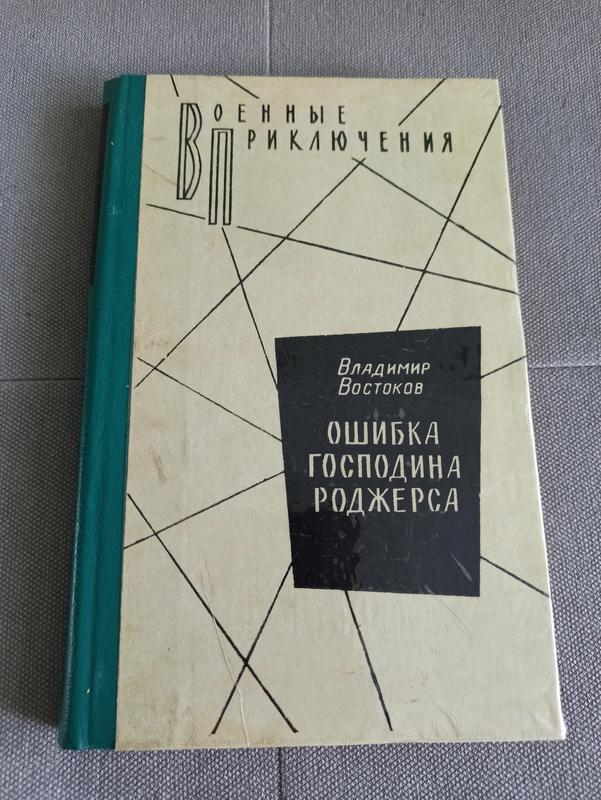 Военные
Приключения
Владимир
Востоков
ОШИБКА
ГОСПОДИНА
РОДЖЕРСА